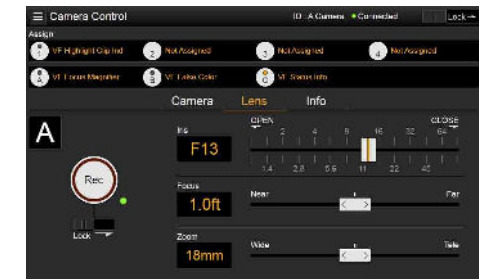 Camera Control
ID : A Camera Connected Lock
Assign
1 VF Highlight Clip Ind 2 Not Assigned 3 Not Assigned 4 Not Assigned
A VF Focus Magnifier B VF False Color C VF Status Info
Camera Lens Info
A
Iris F13
OPEN CLOSE
2 4 8 16 32 64
1.4 2.8 5.6 11 22 45
Rec
Focus 1.0ft Near Far
Lock
Zoom 18mm Wide Tele